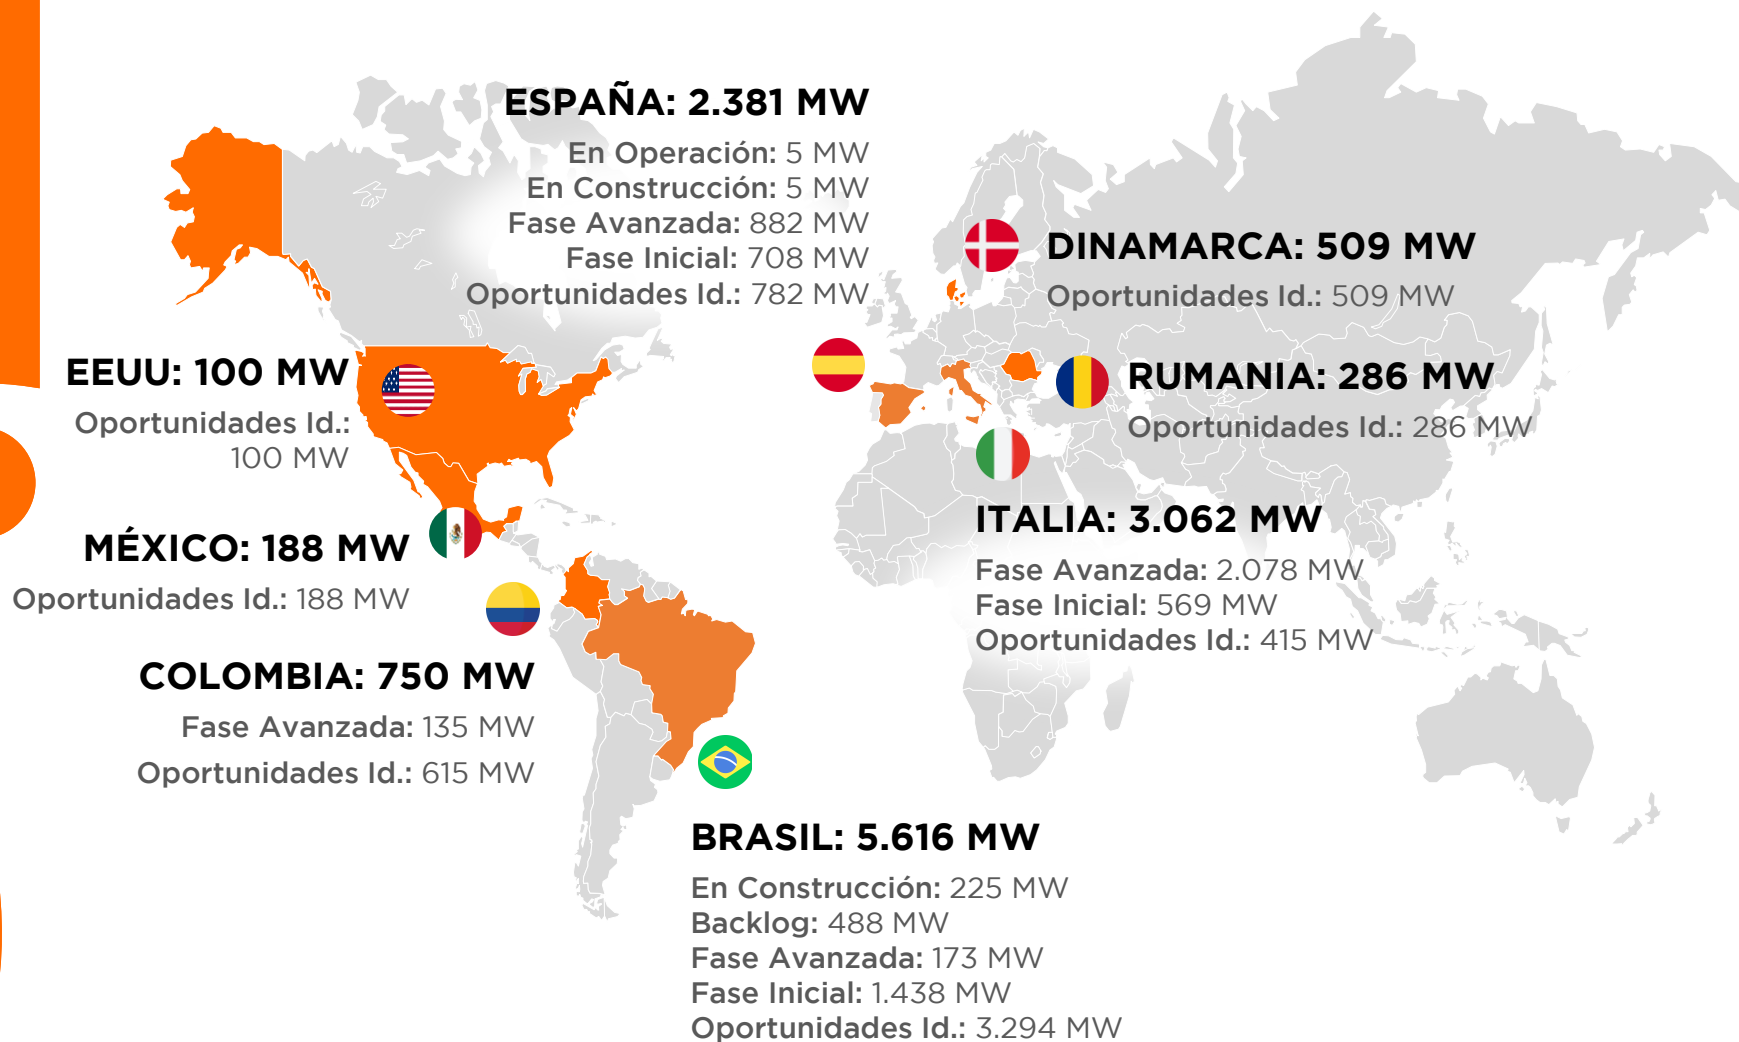 ESPAÑA: 2.381 MW
En Operación: 5 MW
En Construcción: 5 MW
Fase Avanzada: 882 MW
Fase Inicial: 708 MW
Oportunidades Id.: 782 MW
DINAMARCA: 509 MW
Oportunidades Id.: 509 MW
EEUU: 100 MW
Oportunidades Id.:
100 MW
RUMANIA: 286 MW
Oportunidades Id.: 286 MW
MÉXICO: 188 MW
Oportunidades Id.: 188 MW
ITALIA: 3.062 MW
Fase Avanzada: 2.078 MW
Fase Inicial: 569 MW
Oportunidades Id.: 415 MW
COLOMBIA: 750 MW
Fase Avanzada: 135 MW
Oportunidades Id.: 615 MW
BRASIL: 5.616 MW
En Construcción: 225 MW
Backlog: 488 MW
Fase Avanzada: 173 MW
Fase Inicial: 1.438 MW
Oportunidades Id.: 3.294 MW